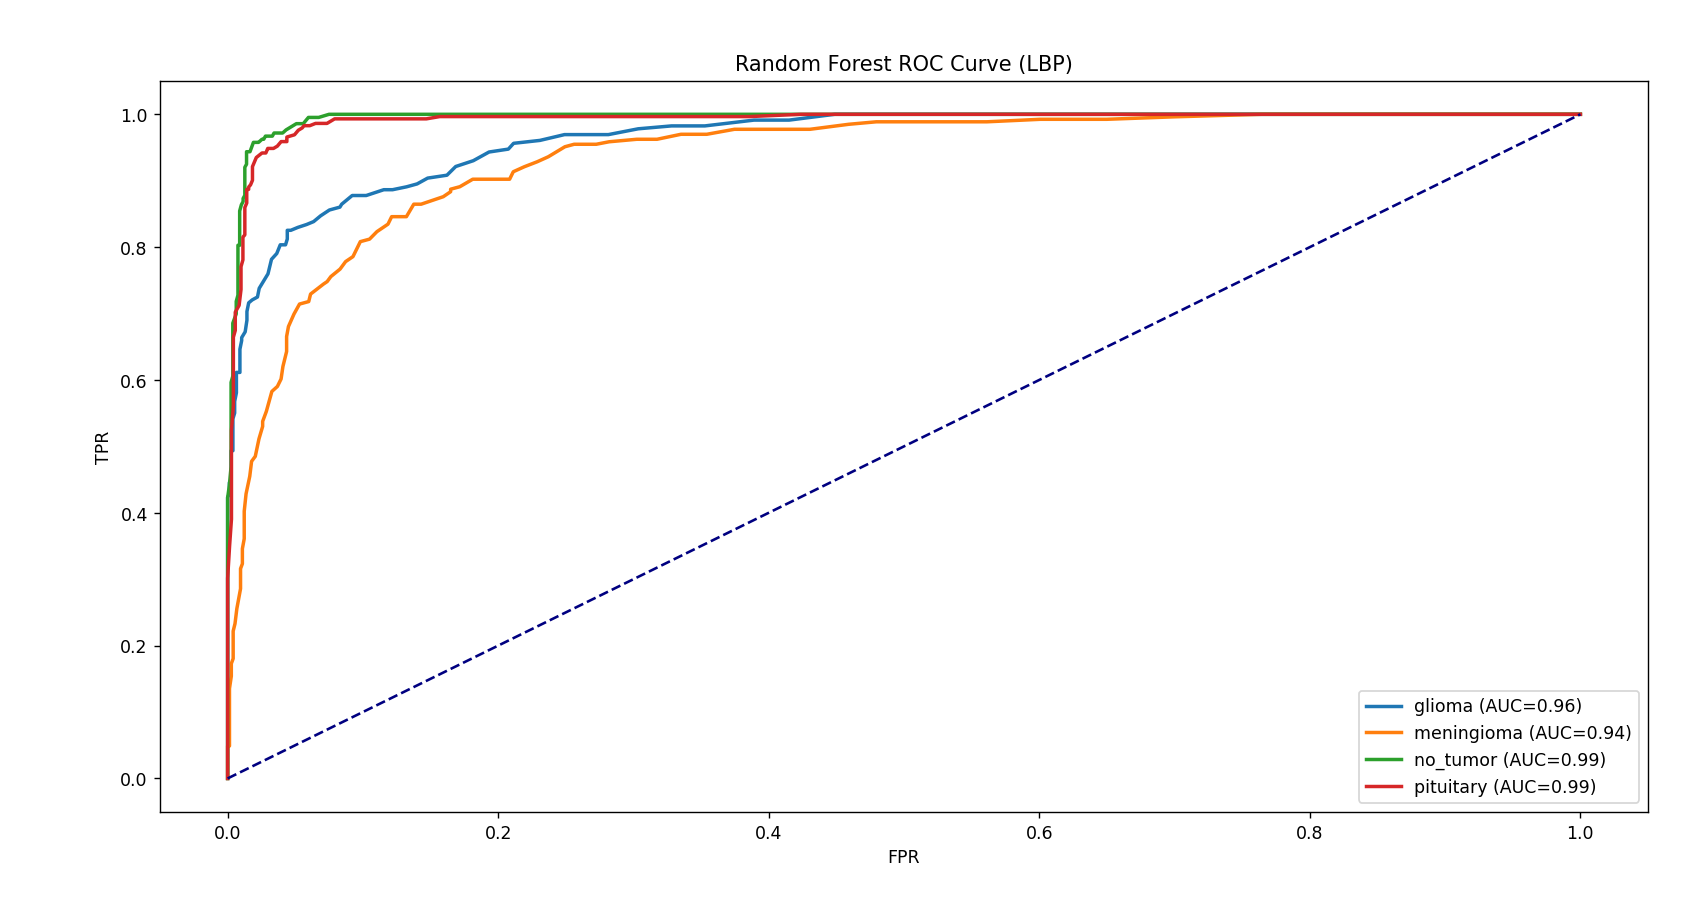 Random Forest ROC Curve (LBP)
1.0
0.8
0.6
0.4
0.2
0.0
TPR
0.0 0.2 0.4 0.6 0.8 1.0
FPR
glioma (AUC=0.96)
meningioma (AUC=0.94)
no_tumor (AUC=0.99)
pituitary (AUC=0.99)